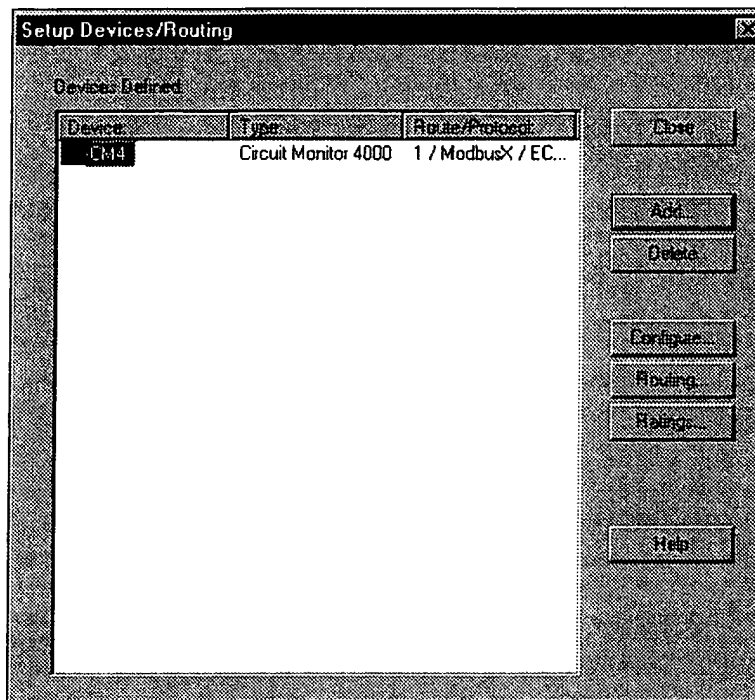 Setup Devices/Routing
Devices Defined:
Device: Type: Route/Protocol:
CM4 Circuit Monitor 4000 1 / ModbusX / EC...
Close
Add...
Delete
Configure...
Routing...
Ratings...
Help